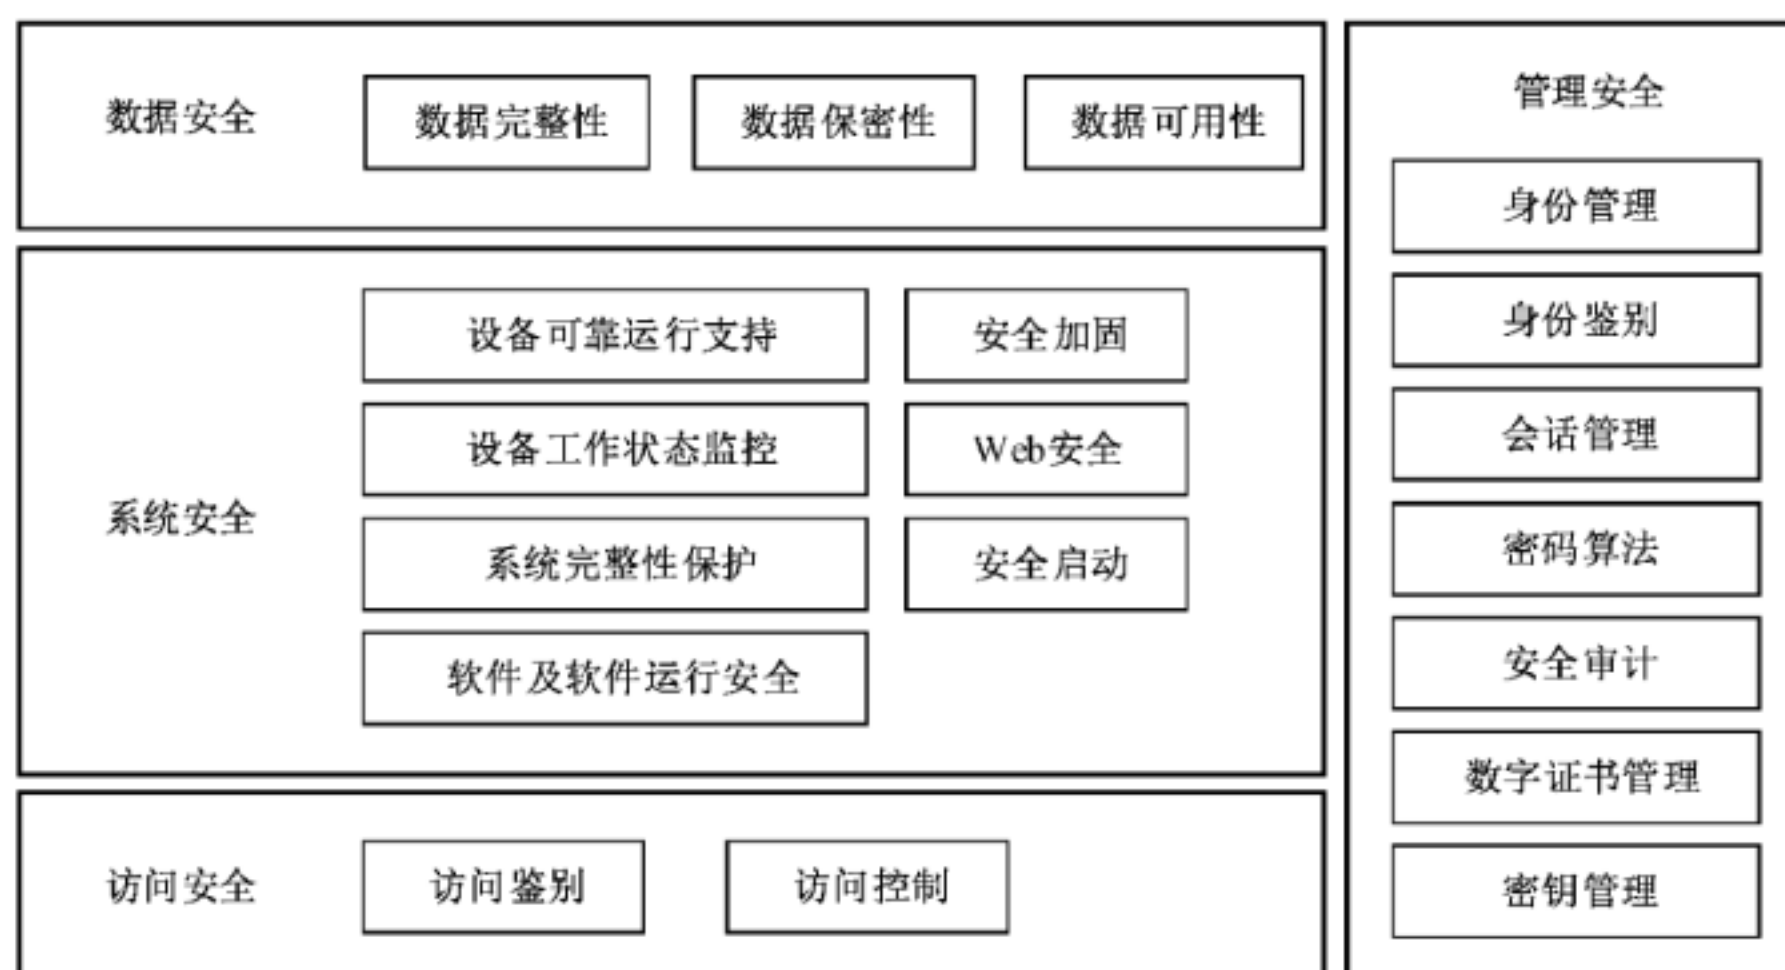 数据安全
数据完整性
数据保密性
数据可用性
系统安全
设备可靠运行支持
安全加固
设备工作状态监控
Web安全
系统完整性保护
安全启动
软件及软件运行安全
访问安全
访问鉴别
访问控制
管理安全
身份管理
身份鉴别
会话管理
密码算法
安全审计
数字证书管理
密钥管理